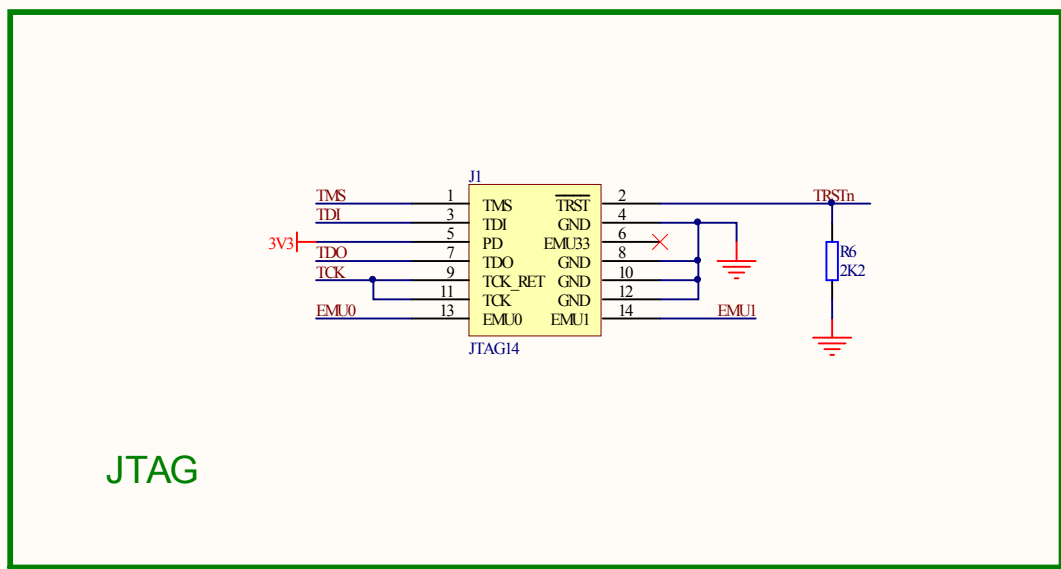 J1
TMS 1 TMS TRST 2 TRSTn
TDI 3 TDI GND 4
3V3 5 PD EMU33 6
TDO 7 TDO GND 8
TCK 9 TCK_RET GND 10
11 TCK GND 12
EMU0 13 EMU0 EMU1 14 EMU1
JTAG14
R6
2K2
JTAG